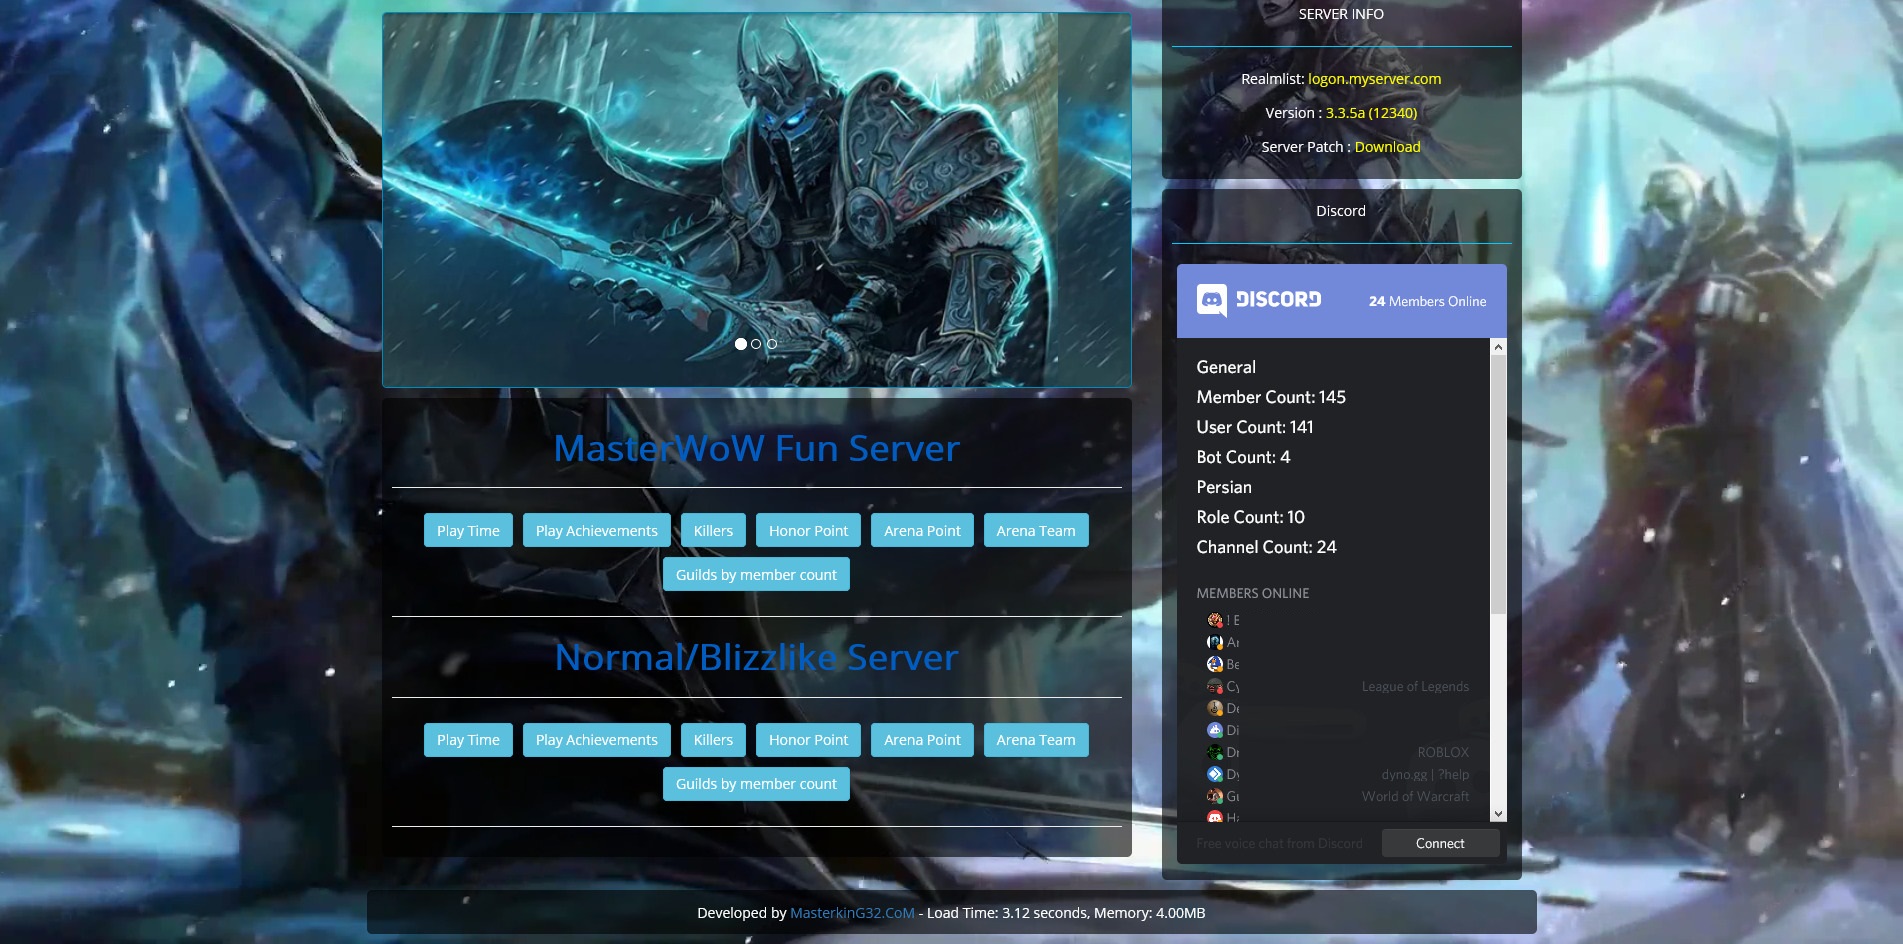 SERVER INFO
Realmlist: logon.myserver.com
Version : 3.3.5a (12340)
Server Patch : Download
Discord
DISCORD
24 Members Online
General
Member Count: 145
User Count: 141
Bot Count: 4
Persian
Role Count: 10
Channel Count: 24
MEMBERS ONLINE
! E
Ar
Be
Cy League of Legends
De
Di
Dr ROBLOX
Dy dyno.gg | ?help
Gu World of Warcraft
Ha
Free voice chat from Discord
Connect
MasterWoW Fun Server
Play Time Play Achievements Killers Honor Point Arena Point Arena Team
Guilds by member count
Normal/Blizzlike Server
Play Time Play Achievements Killers Honor Point Arena Point Arena Team
Guilds by member count
Developed by MasterkinG32.CoM - Load Time: 3.12 seconds, Memory: 4.00MB